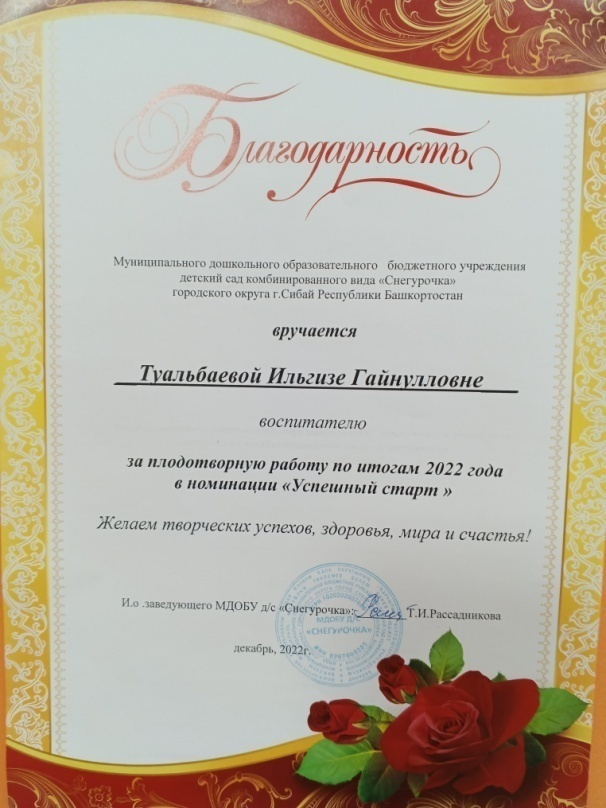 Благодарность
Муниципального дошкольного образовательного бюджетного учреждения
детский сад комбинированного вида «Снегурочка»
городского округа г.Сибай Республики Башкортостан
вручается
Туальбаевой Ильгизе Гайнулловне
воспитателю
за плодотворную работу по итогам 2022 года
в номинации «Успешный старт »
Желаем творческих успехов, здоровья, мира и счастья!
И.о .заведующего МДОБУ д/с «Снегурочка»: Т.И.Рассадникова
МДОБУ Д/С
«СНЕГУРОЧКА»
декабрь, 2022г.